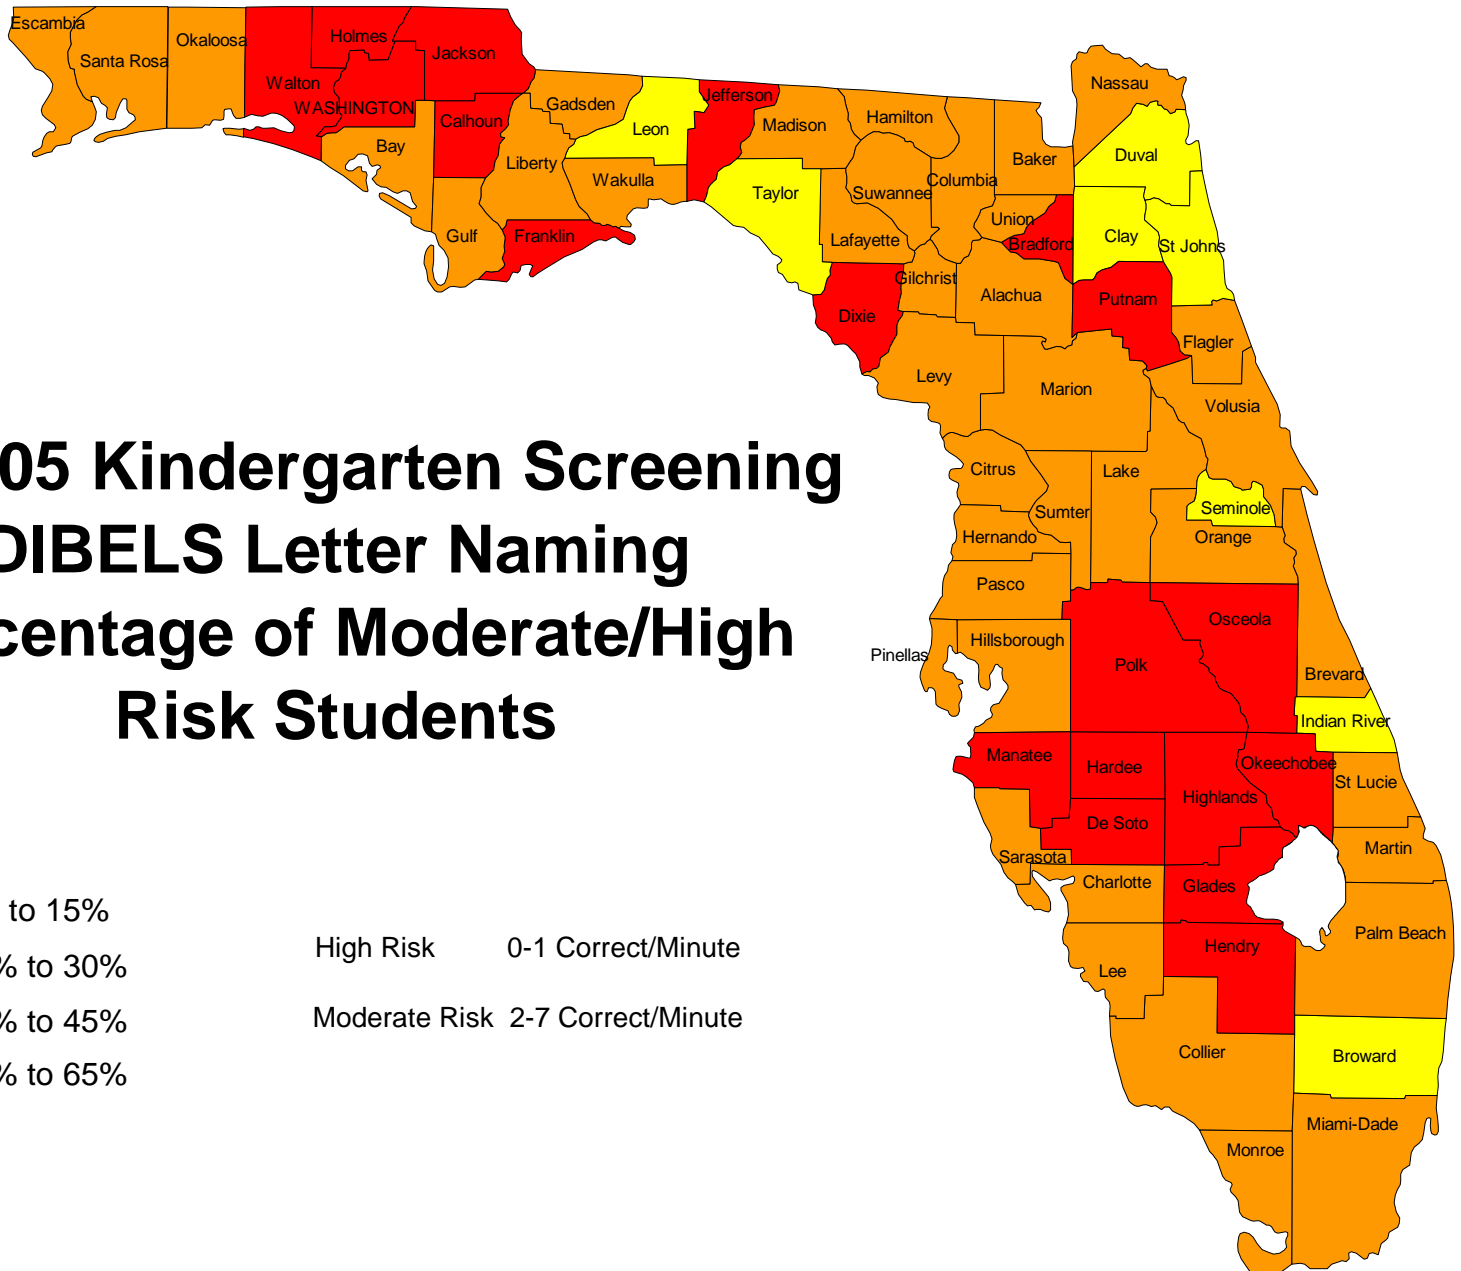 Escambia
Santa Rosa
Okaloosa
Walton
Holmes
WASHINGTON
Jackson
Calhoun
Bay
Gulf
Gadsden
Liberty
Franklin
Leon
Wakulla
Jefferson
Madison
Taylor
Hamilton
Suwannee
Lafayette
Dixie
Columbia
Gilchrist
Baker
Union
Bradford
Alachua
Nassau
Duval
Clay
St Johns
Putnam
Flagler
Levy
Marion
Volusia
05 Kindergarten Screening
DIBELS Letter Naming
centage of Moderate/High
Risk Students
Citrus
Sumter
Lake
Seminole
Hernando
Orange
Pasco
Pinellas
Hillsborough
Polk
Osceola
Brevard
Indian River
Manatee
Hardee
Highlands
Okeechobee
St Lucie
De Soto
Sarasota
Charlotte
Glades
Martin
Lee
Hendry
Palm Beach
Collier
Broward
Monroe
Miami-Dade
to 15%
% to 30%
% to 45%
% to 65%
High Risk 0-1 Correct/Minute
Moderate Risk 2-7 Correct/Minute